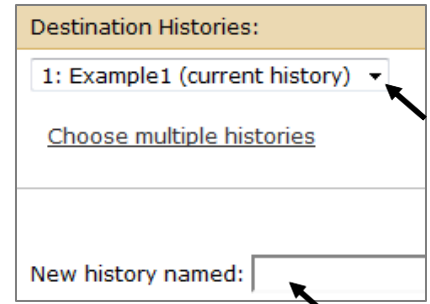 Destination Histories:
1: Example1 (current history)
Choose multiple histories
New history named: